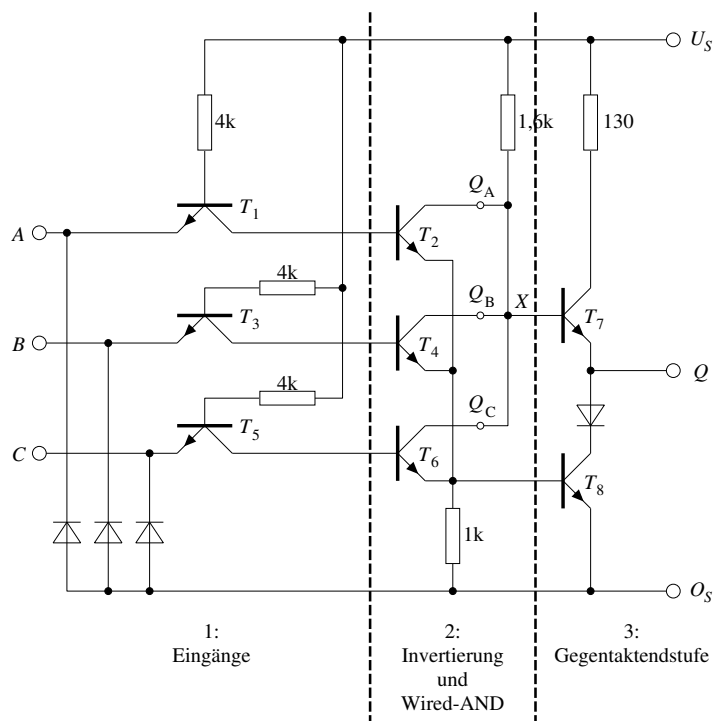 U_S
4k
1,6k
130
Q_A
T_1
A
T_2
4k
Q_B
X
T_3
T_7
B
T_4
Q
4k
Q_C
T_5
C
T_6
T_8
1k
O_S
1:
Eingänge
2:
Invertierung
und
Wired-AND
3:
Gegentaktendstufe